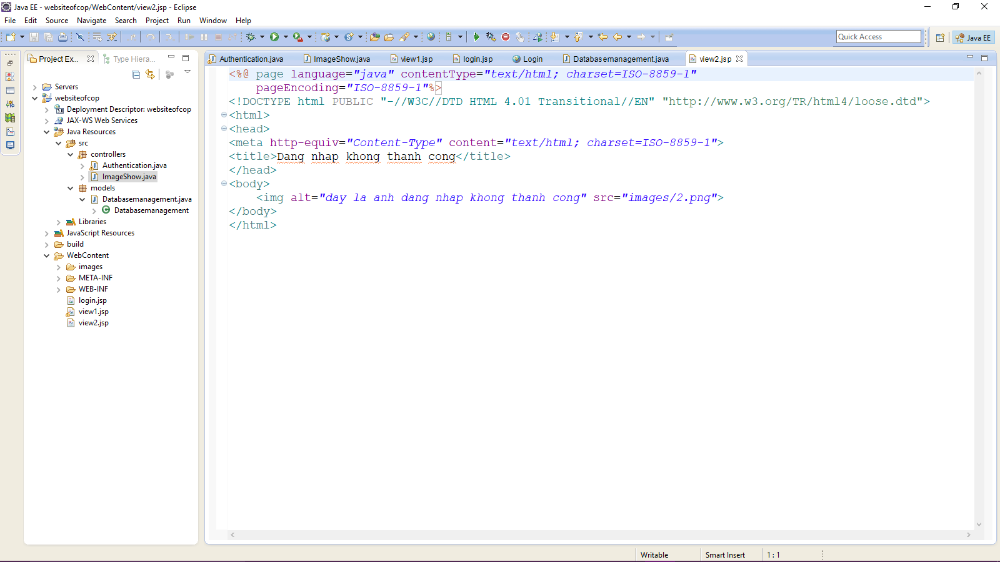 Java EE - websiteofcop/WebContent/view2.jsp - Eclipse
File Edit Source Navigate Search Project Run Window Help
Quick Access
Java EE
Project Ex...
Type Hiera...
Servers
websiteofcop
Deployment Descriptor: websiteofcop
JAX-WS Web Services
Java Resources
src
controllers
Authentication.java
ImageShow.java
models
Databasemanagement.java
Databasemanagement
Libraries
JavaScript Resources
build
WebContent
images
META-INF
WEB-INF
login.jsp
view1.jsp
view2.jsp
Authentication.java ImageShow.java view1.jsp login.jsp Login Databasemanagement.java view2.jsp
<%@ page language="java" contentType="text/html; charset=ISO-8859-1"
    pageEncoding="ISO-8859-1"%>
<!DOCTYPE html PUBLIC "-//W3C//DTD HTML 4.01 Transitional//EN" "http://www.w3.org/TR/html4/loose.dtd">
<html>
<head>
<meta http-equiv="Content-Type" content="text/html; charset=ISO-8859-1">
<title>Dang nhap khong thanh cong</title>
</head>
<body>
    <img alt="day la anh dang nhap khong thanh cong" src="images/2.png">
</body>
</html>
Writable
Smart Insert
1 : 1